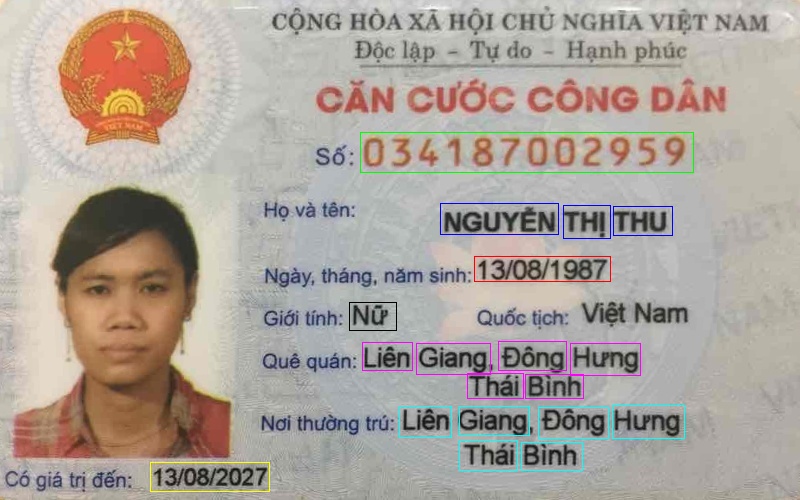 CỘNG HÒA XÃ HỘI CHỦ NGHĨA VIỆT NAM
Độc lập - Tự do - Hạnh phúc
CĂN CƯỚC CÔNG DÂN
VIỆT NAM
Số: 034187002959
Họ và tên: NGUYỄN THỊ THU
Ngày, tháng, năm sinh: 13/08/1987
Giới tính: Nữ Quốc tịch: Việt Nam
Quê quán: Liên Giang, Đông Hưng
Thái Bình
Nơi thường trú: Liên Giang, Đông Hưng
Thái Bình
Có giá trị đến: 13/08/2027